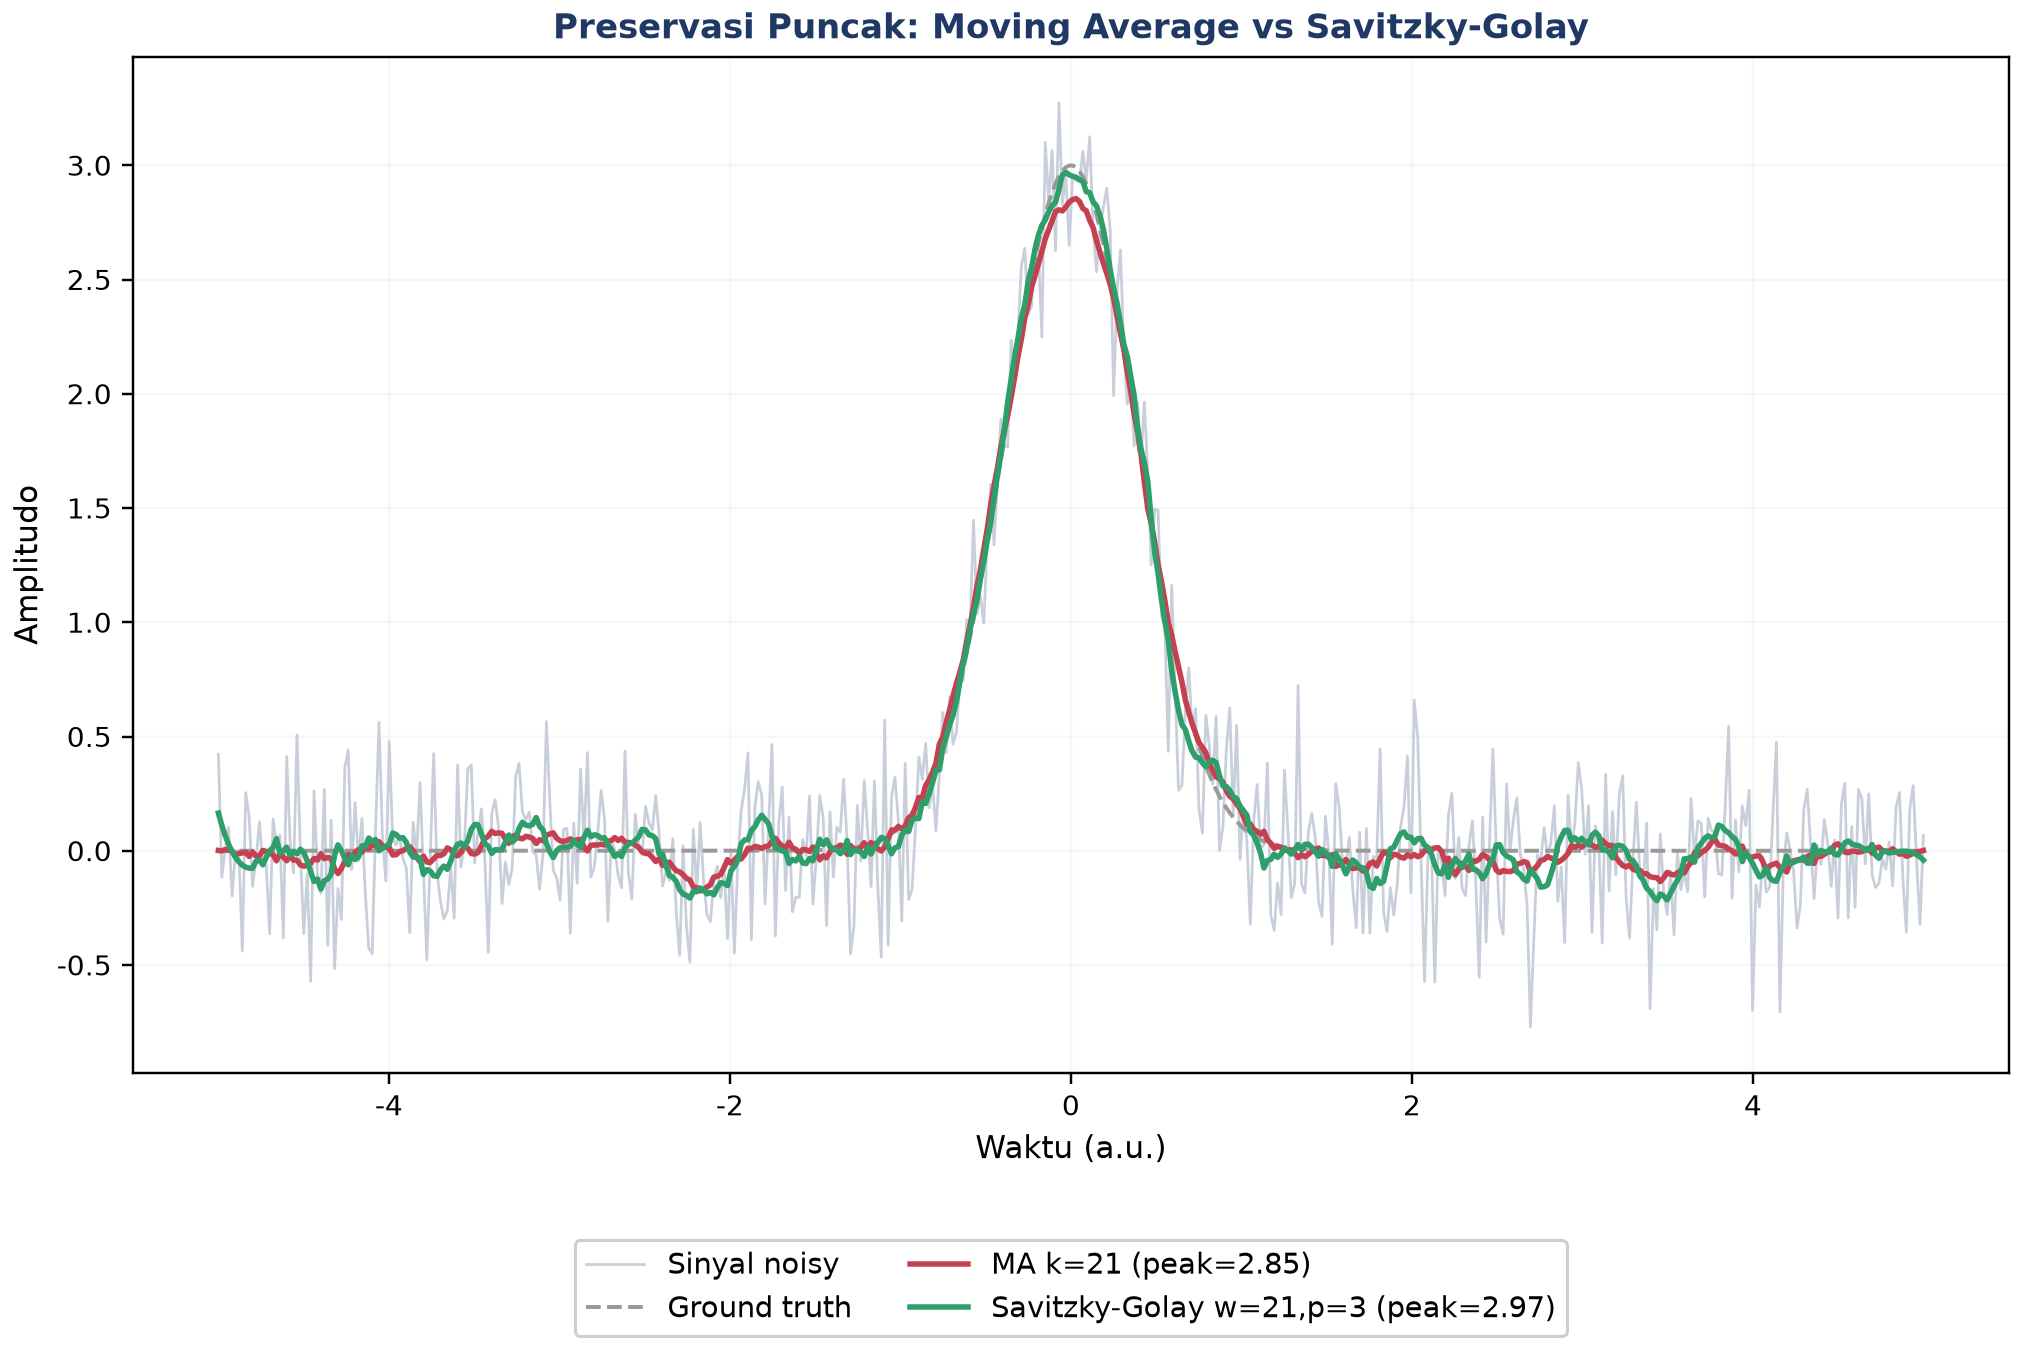 Preservasi Puncak: Moving Average vs Savitzky-Golay
Amplitudo
3.0
2.5
2.0
1.5
1.0
0.5
0.0
-0.5
-4
-2
0
2
4
Waktu (a.u.)
Sinyal noisy
Ground truth
MA k=21 (peak=2.85)
Savitzky-Golay w=21,p=3 (peak=2.97)